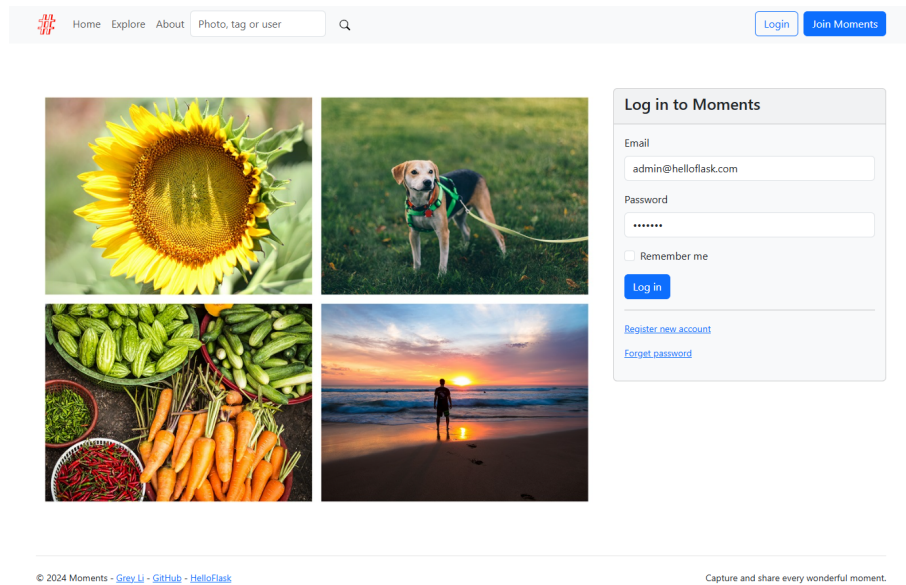 Home Explore About Photo, tag or user Login Join Moments
Log in to Moments
Email
admin@helloflask.com
Password
•••••••
Remember me
Log in
Register new account
Forget password
© 2024 Moments - Grey Li - GitHub - HelloFlask
Capture and share every wonderful moment.